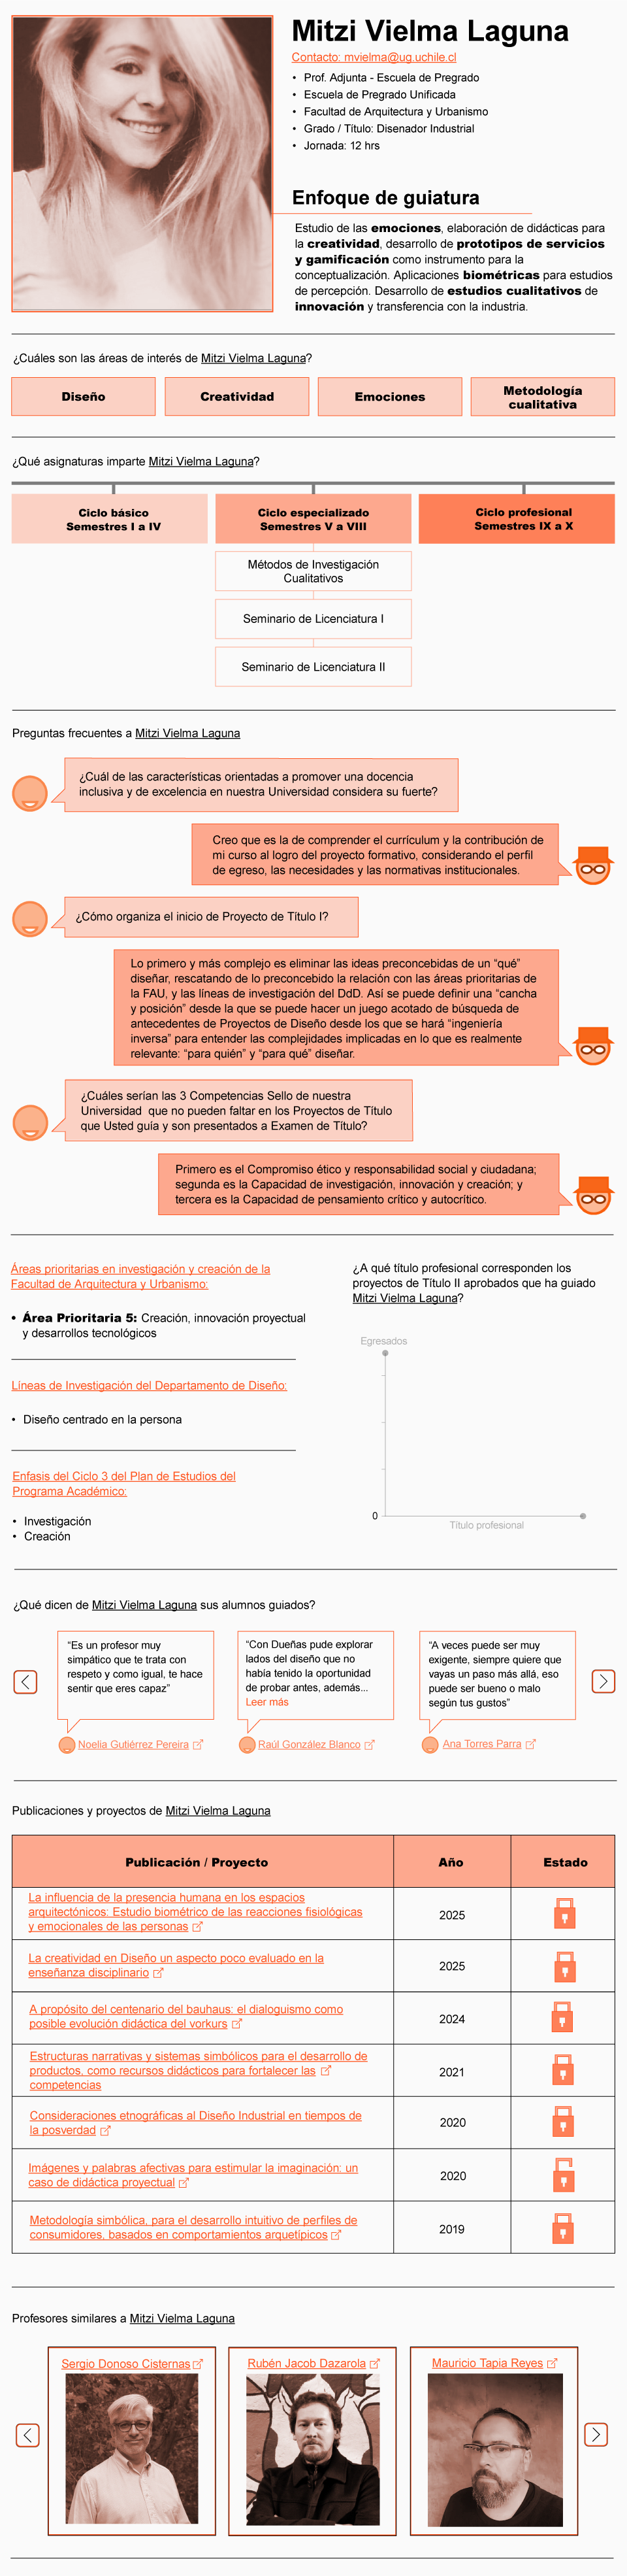 Mitzi Vielma Laguna
Contacto: mvielma@ug.uchile.cl
• Prof. Adjunta - Escuela de Pregrado
• Escuela de Pregrado Unificada
• Facultad de Arquitectura y Urbanismo
• Grado / Título: Disenador Industrial
• Jornada: 12 hrs
Enfoque de guiatura
Estudio de las emociones, elaboración de didácticas para
la creatividad, desarrollo de prototipos de servicios
y gamificación como instrumento para la
conceptualización. Aplicaciones biométricas para estudios
de percepción. Desarrollo de estudios cualitativos de
innovación y transferencia con la industria.
¿Cuáles son las áreas de interés de Mitzi Vielma Laguna?
Diseño
Creatividad
Emociones
Metodología
cualitativa
¿Qué asignaturas imparte Mitzi Vielma Laguna?
Ciclo básico
Semestres I a IV
Ciclo especializado
Semestres V a VIII
Ciclo profesional
Semestres IX a X
Métodos de Investigación
Cualitativos
Seminario de Licenciatura I
Seminario de Licenciatura II
Preguntas frecuentes a Mitzi Vielma Laguna
¿Cuál de las características orientadas a promover una docencia
inclusiva y de excelencia en nuestra Universidad considera su fuerte?
Creo que es la de comprender el currículum y la contribución de
mi curso al logro del proyecto formativo, considerando el perfil
de egreso, las necesidades y las normativas institucionales.
¿Cómo organiza el inicio de Proyecto de Título I?
Lo primero y más complejo es eliminar las ideas preconcebidas de un “qué”
diseñar, rescatando de lo preconcebido la relación con las áreas prioritarias de
la FAU, y las líneas de investigación del DdD. Así se puede definir una “cancha
y posición” desde la que se puede hacer un juego acotado de búsqueda de
antecedentes de Proyectos de Diseño desde los que se hará “ingeniería
inversa” para entender las complejidades implicadas en lo que es realmente
relevante: “para quién” y “para qué” diseñar.
¿Cuáles serían las 3 Competencias Sello de nuestra
Universidad que no pueden faltar en los Proyectos de Título
que Usted guía y son presentados a Examen de Título?
Primero es el Compromiso ético y responsabilidad social y ciudadana;
segunda es la Capacidad de investigación, innovación y creación; y
tercera es la Capacidad de pensamiento crítico y autocrítico.
Áreas prioritarias en investigación y creación de la
Facultad de Arquitectura y Urbanismo:
• Área Prioritaria 5: Creación, innovación proyectual
y desarrollos tecnológicos
Líneas de Investigación del Departamento de Diseño:
• Diseño centrado en la persona
Enfasis del Ciclo 3 del Plan de Estudios del
Programa Académico:
• Investigación
• Creación
¿A qué título profesional corresponden los
proyectos de Título II aprobados que ha guiado
Mitzi Vielma Laguna?
Egresados
0
Título profesional
¿Qué dicen de Mitzi Vielma Laguna sus alumnos guiados?
“Es un profesor muy
simpático que te trata con
respeto y como igual, te hace
sentir que eres capaz”
Noelia Gutiérrez Pereira
“Con Dueñas pude explorar
lados del diseño que no
había tenido la oportunidad
de probar antes, además...
Leer más
Raúl González Blanco
“A veces puede ser muy
exigente, siempre quiere que
vayas un paso más allá, eso
puede ser bueno o malo
según tus gustos”
Ana Torres Parra
Publicaciones y proyectos de Mitzi Vielma Laguna
Publicación / Proyecto
Año
Estado
La influencia de la presencia humana en los espacios
arquitectónicos: Estudio biométrico de las reacciones fisiológicas
y emocionales de las personas
2025
La creatividad en Diseño un aspecto poco evaluado en la
enseñanza disciplinario
2025
A propósito del centenario del bauhaus: el dialoguismo como
posible evolución didáctica del vorkurs
2024
Estructuras narrativas y sistemas simbólicos para el desarrollo de
productos, como recursos didácticos para fortalecer las
competencias
2021
Consideraciones etnográficas al Diseño Industrial en tiempos de
la posverdad
2020
Imágenes y palabras afectivas para estimular la imaginación: un
caso de didáctica proyectual
2020
Metodología simbólica, para el desarrollo intuitivo de perfiles de
consumidores, basados en comportamientos arquetípicos
2019
Profesores similares a Mitzi Vielma Laguna
Sergio Donoso Cisternas
Rubén Jacob Dazarola
Mauricio Tapia Reyes